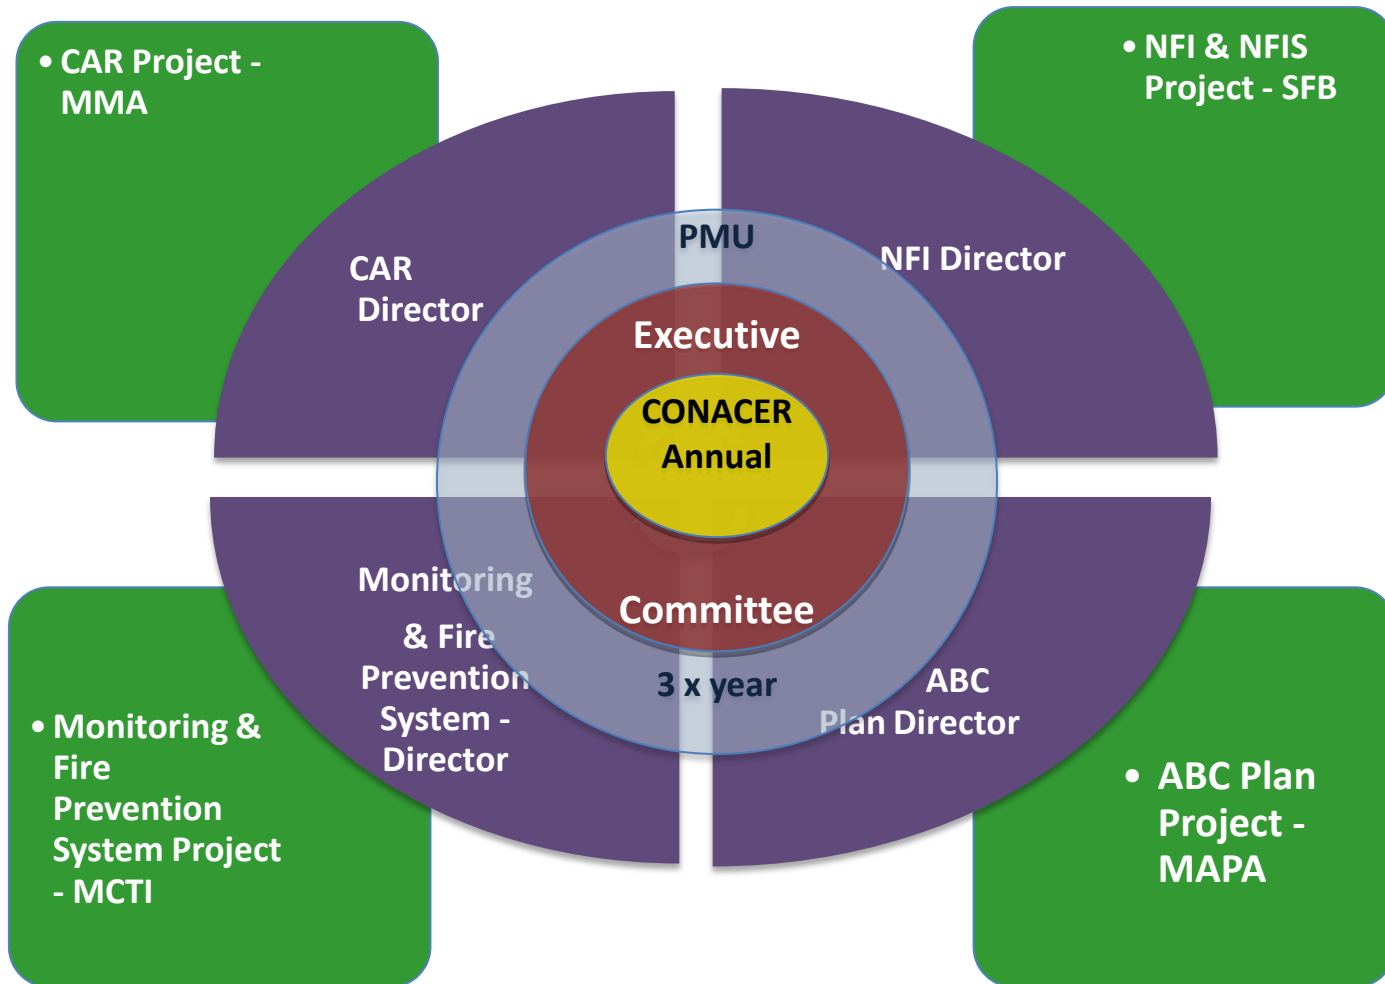 • CAR Project -
MMA
• NFI & NFIS
Project - SFB
CAR
Director
PMU
NFI Director
Executive
CONACER
Annual
Committee
3 x year
Monitoring
& Fire
Prevention
System -
Director
ABC
Plan Director
• Monitoring &
Fire
Prevention
System Project
- MCTI
• ABC Plan
Project -
MAPA